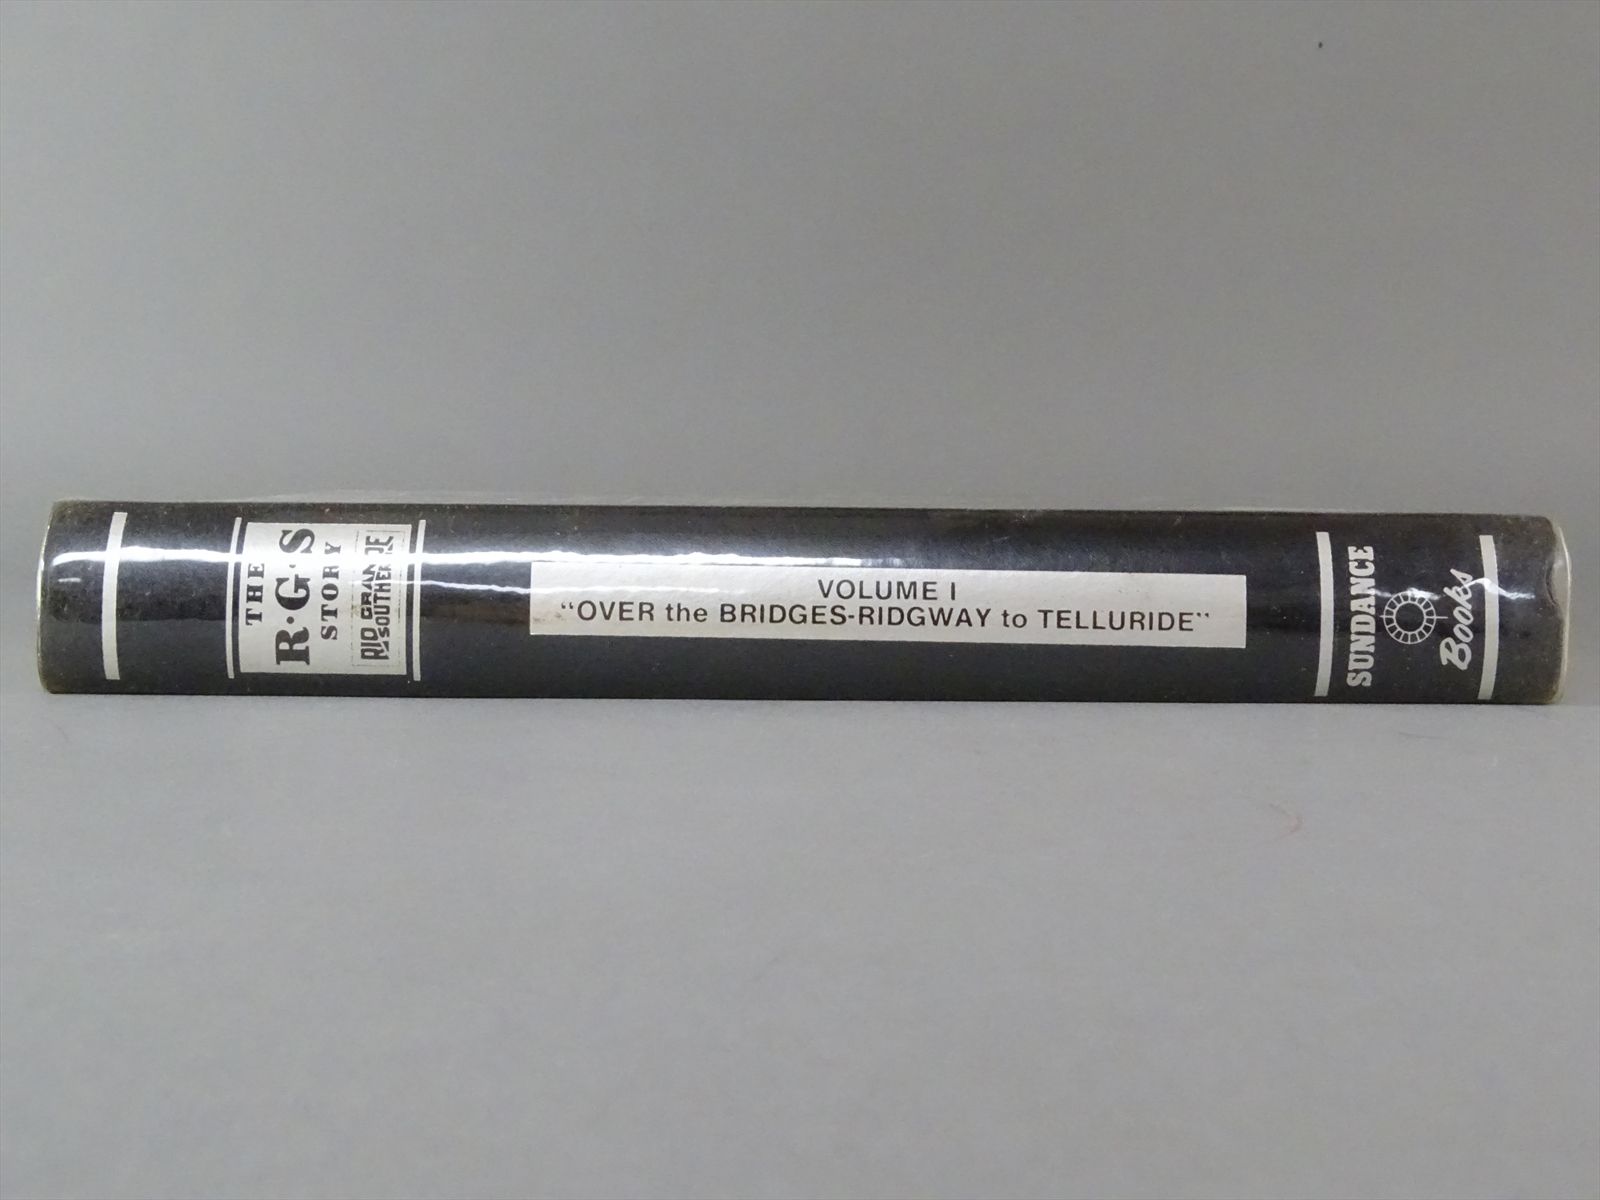 THE
R·G·S
STORY
RIO GRANDE
SOUTHERN
VOLUME I
"OVER the BRIDGES-RIDGWAY to TELLURIDE"
SUNDANCE
Books